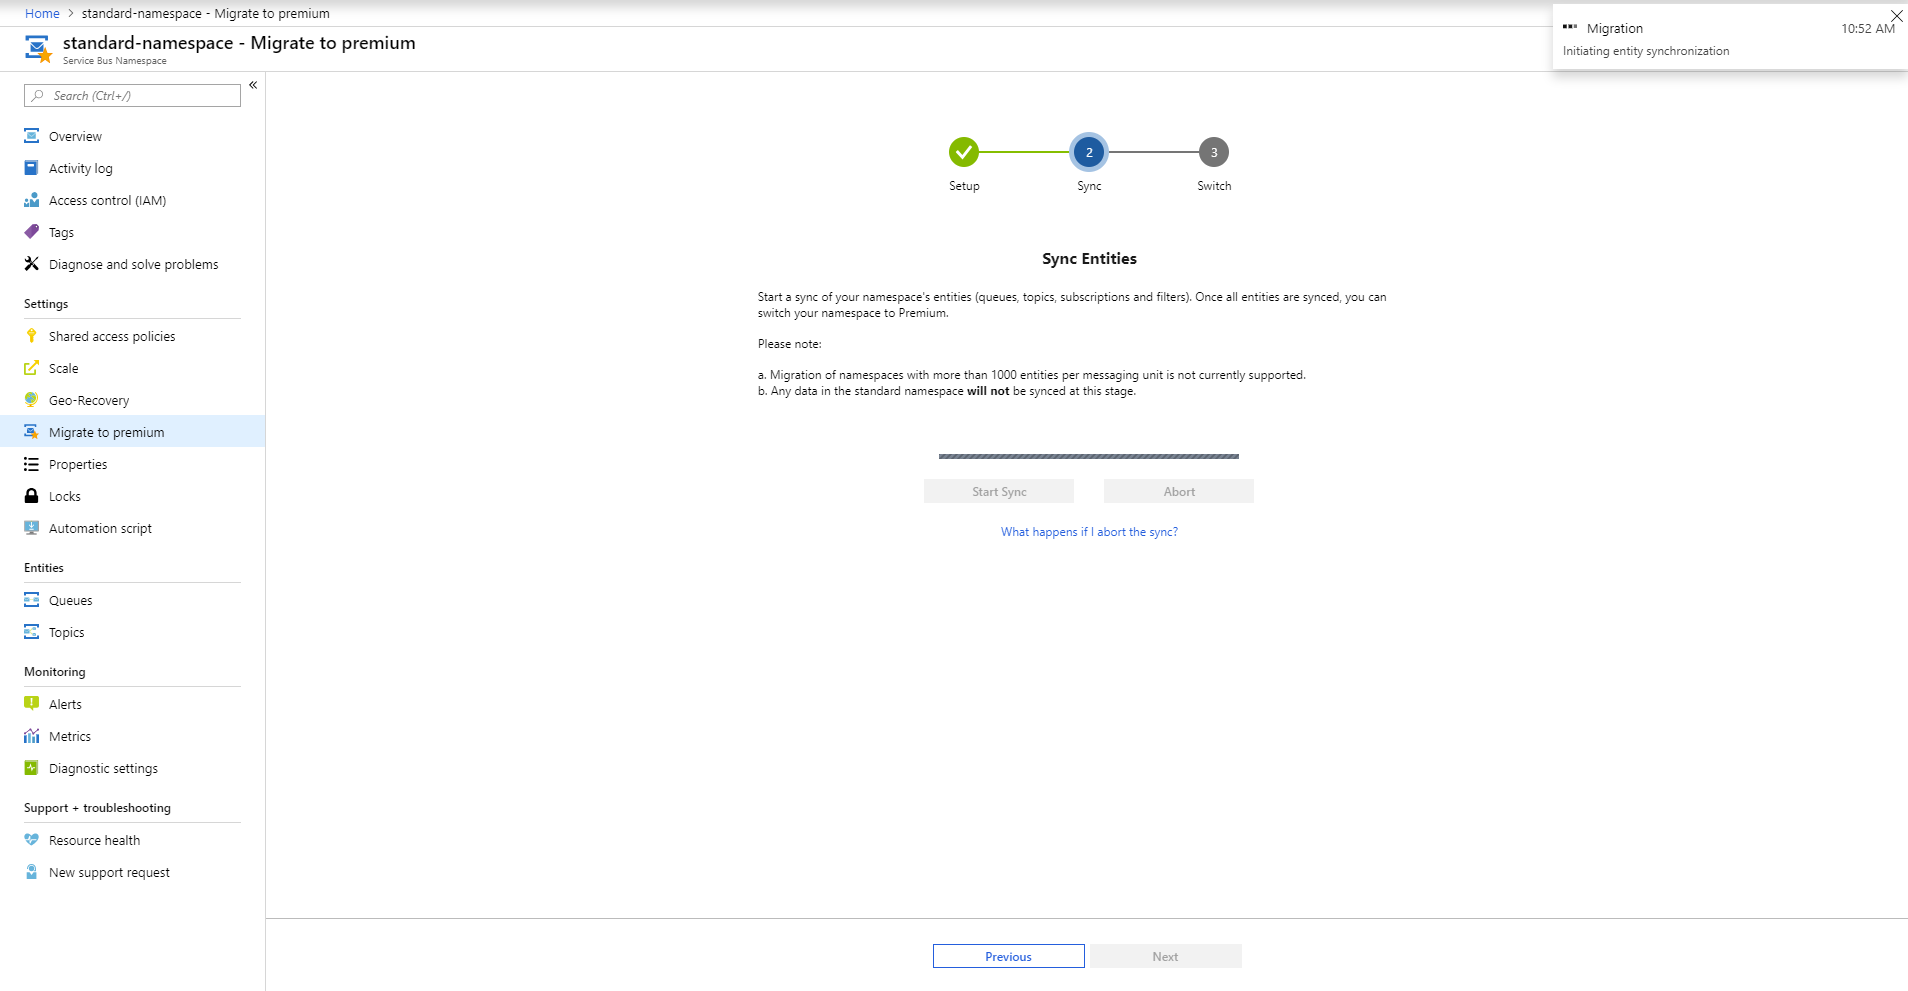 Home > standard-namespace - Migrate to premium
standard-namespace - Migrate to premium
Service Bus Namespace
Migration
10:52 AM
Initiating entity synchronization
Search (Ctrl+/)
«
Overview
Activity log
Access control (IAM)
Tags
Diagnose and solve problems
Settings
Shared access policies
Scale
Geo-Recovery
Migrate to premium
Properties
Locks
Automation script
Entities
Queues
Topics
Monitoring
Alerts
Metrics
Diagnostic settings
Support + troubleshooting
Resource health
New support request
2
3
Setup
Sync
Switch
Sync Entities
Start a sync of your namespace's entities (queues, topics, subscriptions and filters). Once all entities are synced, you can
switch your namespace to Premium.
Please note:
a. Migration of namespaces with more than 1000 entities per messaging unit is not currently supported.
b. Any data in the standard namespace will not be synced at this stage.
Start Sync
Abort
What happens if I abort the sync?
Previous
Next